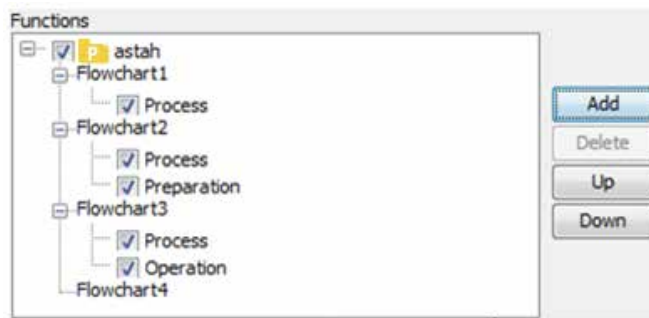 Functions
P astah
Flowchart1
Process
Flowchart2
Process
Preparation
Flowchart3
Process
Operation
Flowchart4
Add
Delete
Up
Down